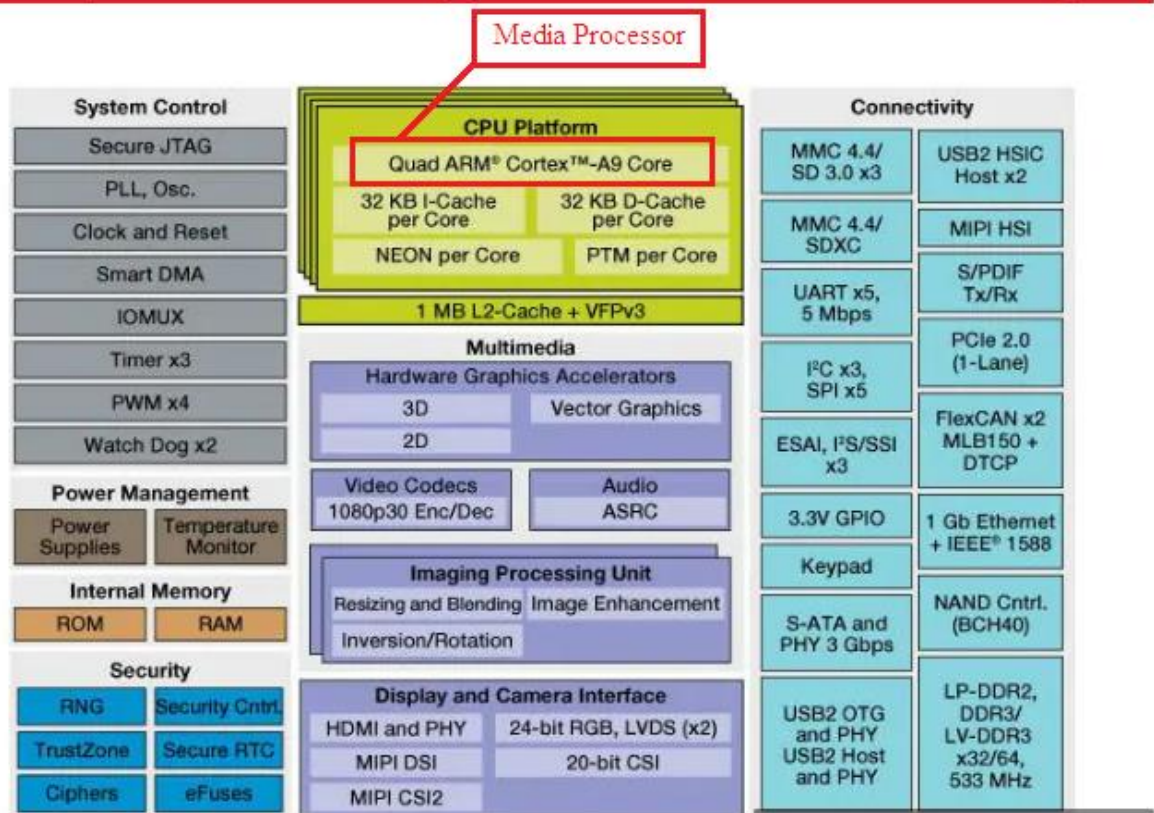 Media Processor
System Control
Secure JTAG
PLL, Osc.
Clock and Reset
Smart DMA
IOMUX
Timer x3
PWM x4
Watch Dog x2
Power Management
Power
Supplies
Temperature
Monitor
Internal Memory
ROM
RAM
Security
RNG
Security Cntrl.
TrustZone
Secure RTC
Ciphers
eFuses
CPU Platform
Quad ARM® Cortex™-A9 Core
32 KB I-Cache
per Core
32 KB D-Cache
per Core
NEON per Core
PTM per Core
1 MB L2-Cache + VFPv3
Multimedia
Hardware Graphics Accelerators
3D
Vector Graphics
2D
Video Codecs
1080p30 Enc/Dec
Audio
ASRC
Imaging Processing Unit
Resizing and Blending
Image Enhancement
Inversion/Rotation
Display and Camera Interface
HDMI and PHY
24-bit RGB, LVDS (x2)
MIPI DSI
20-bit CSI
MIPI CSI2
Connectivity
MMC 4.4/
SD 3.0 x3
MMC 4.4/
SDXC
UART x5,
5 Mbps
I²C x3,
SPI x5
ESAI, I²S/SSI
x3
3.3V GPIO
Keypad
S-ATA and
PHY 3 Gbps
USB2 OTG
and PHY
USB2 Host
and PHY
USB2 HSIC
Host x2
MIPI HSI
S/PDIF
Tx/Rx
PCIe 2.0
(1-Lane)
FlexCAN x2
MLB150 +
DTCP
1 Gb Ethernet
+ IEEE® 1588
NAND Cntrl.
(BCH40)
LP-DDR2,
DDR3/
LV-DDR3
x32/64,
533 MHz